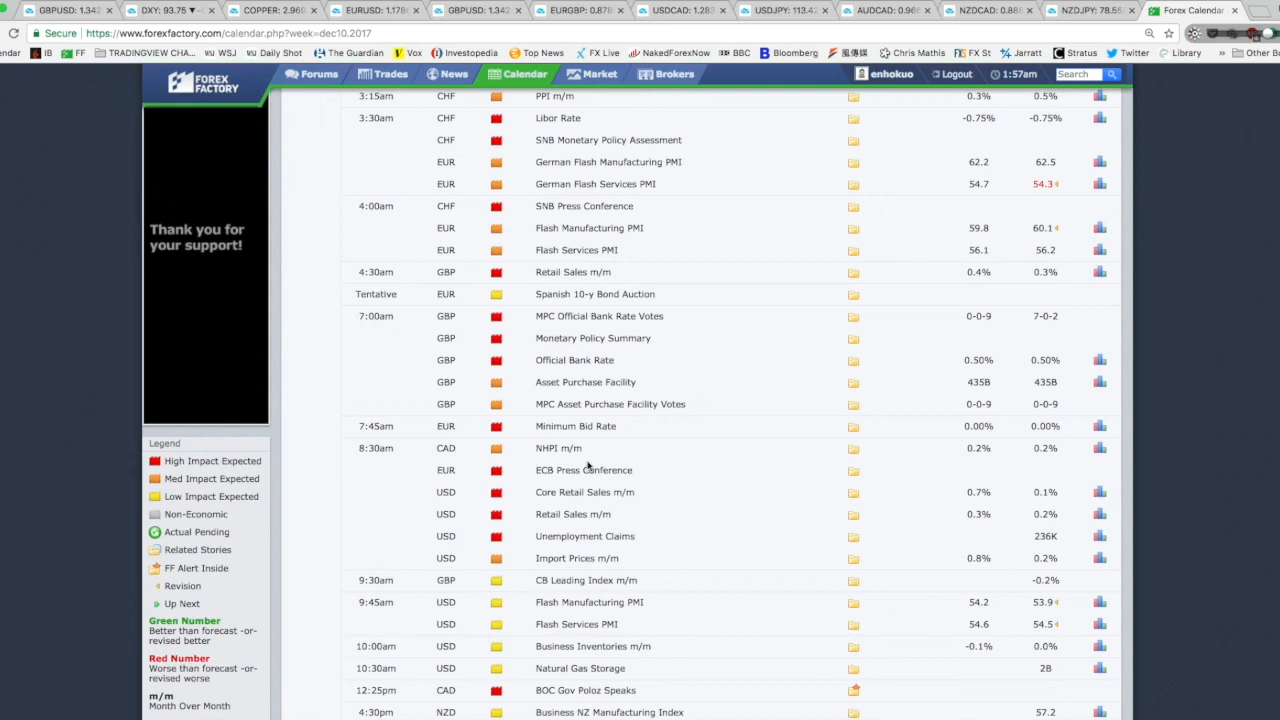 GBPUSD: 1.342 DXY: 93.75 ▼ COPPER: 2.969 EURUSD: 1.178 GBPUSD: 1.342 EURGBP: 0.878 USDCAD: 1.283 USDJPY: 113.42 AUDCAD: 0.966 NZDCAD: 0.888 NZDJPY: 78.56 Forex Calendar
Secure https://www.forexfactory.com/calendar.php?week=dec10.2017
endar IB FF TRADINGVIEW CHA... WV WSJ Daily Shot The Guardian Vox Investopedia Top News FX Live NakedForexNow BBC Bloomberg 風傳媒 Chris Mathis FX St Jarratt Stratus Twitter Library » Other Bo
FOREX FACTORY Forums Trades News Calendar Market Brokers enhokuo Logout 1:57am Search
3:15am CHF PPI m/m 0.3% 0.5%
3:30am CHF Libor Rate -0.75% -0.75%
CHF SNB Monetary Policy Assessment
EUR German Flash Manufacturing PMI 62.2 62.5
EUR German Flash Services PMI 54.7 54.3
4:00am CHF SNB Press Conference
EUR Flash Manufacturing PMI 59.8 60.1
EUR Flash Services PMI 56.1 56.2
4:30am GBP Retail Sales m/m 0.4% 0.3%
Tentative EUR Spanish 10-y Bond Auction
7:00am GBP MPC Official Bank Rate Votes 0-0-9 7-0-2
GBP Monetary Policy Summary
GBP Official Bank Rate 0.50% 0.50%
GBP Asset Purchase Facility 435B 435B
GBP MPC Asset Purchase Facility Votes 0-0-9 0-0-9
7:45am EUR Minimum Bid Rate 0.00% 0.00%
8:30am CAD NHPI m/m 0.2% 0.2%
EUR ECB Press Conference
USD Core Retail Sales m/m 0.7% 0.1%
USD Retail Sales m/m 0.3% 0.2%
USD Unemployment Claims 236K
USD Import Prices m/m 0.8% 0.2%
9:30am GBP CB Leading Index m/m -0.2%
9:45am USD Flash Manufacturing PMI 54.2 53.9
USD Flash Services PMI 54.6 54.5
10:00am USD Business Inventories m/m -0.1% 0.0%
10:30am USD Natural Gas Storage 2B
12:25pm CAD BOC Gov Poloz Speaks
4:30pm NZD Business NZ Manufacturing Index 57.2
Thank you for
your support!
Legend
High Impact Expected
Med Impact Expected
Low Impact Expected
Non-Economic
Actual Pending
Related Stories
FF Alert Inside
Revision
Up Next
Green Number
Better than forecast -or-
revised better
Red Number
Worse than forecast -or-
revised worse
m/m
Month Over Month